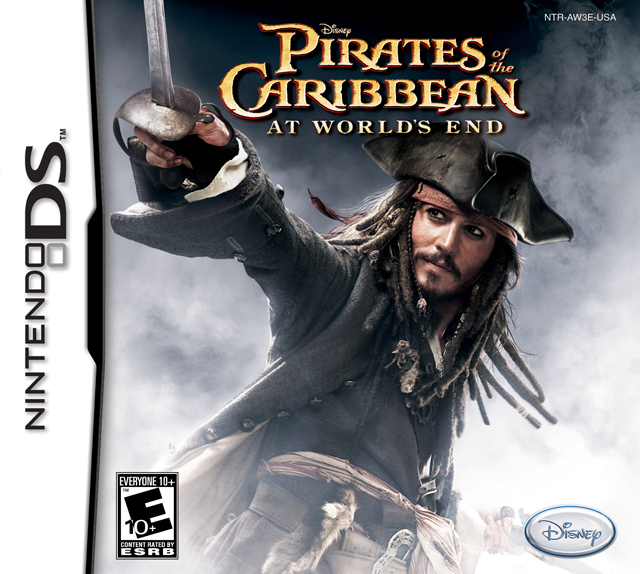 NTR-AW3E-USA
Disney
PIRATES of the
CARIBBEAN
AT WORLD'S END
NINTENDO DS™
EVERYONE 10+
™
E
10+
CONTENT RATED BY
ESRB
Disney